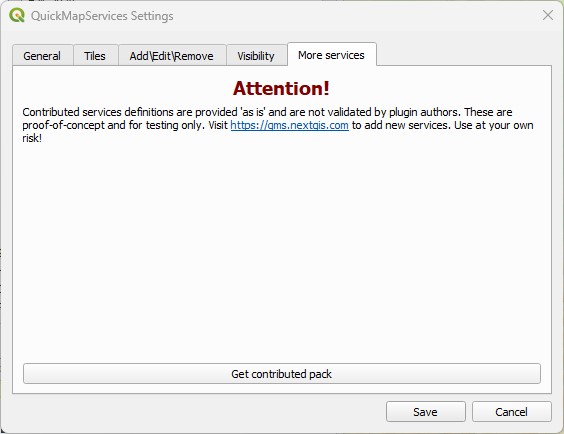 QuickMapServices Settings
General Tiles Add\Edit\Remove Visibility More services
Attention!
Contributed services definitions are provided 'as is' and are not validated by plugin authors. These are
proof-of-concept and for testing only. Visit https://qms.nextgis.com to add new services. Use at your own
risk!
Get contributed pack
Save Cancel